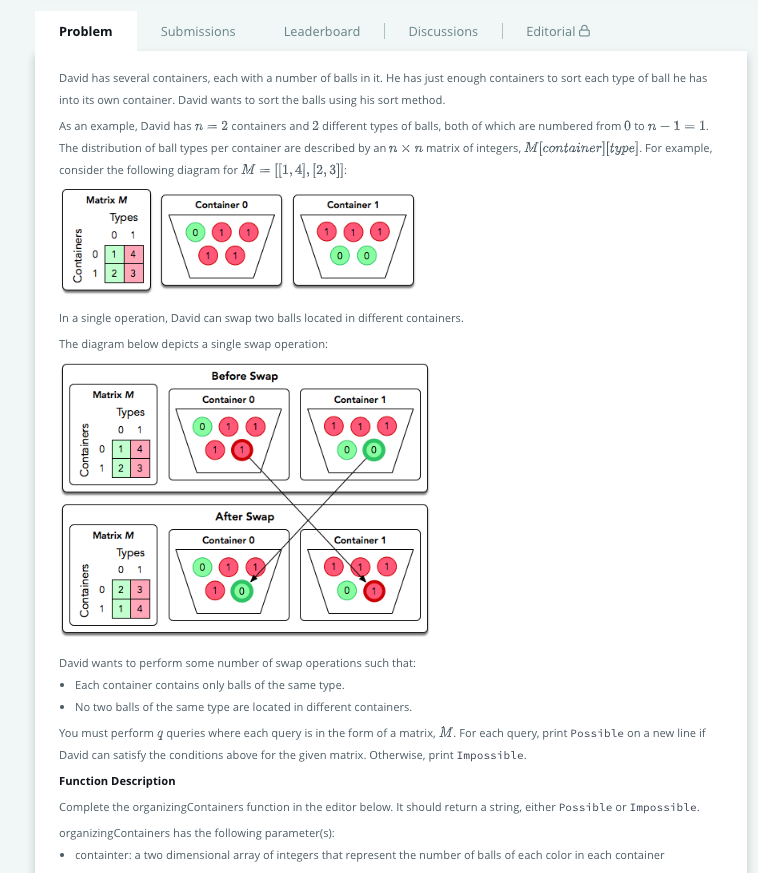 Problem
Submissions
Leaderboard
Discussions
Editorial
David has several containers, each with a number of balls in it. He has just enough containers to sort each type of ball he has
into its own container. David wants to sort the balls using his sort method.
As an example, David has n = 2 containers and 2 different types of balls, both of which are numbered from 0 to n − 1 = 1.
The distribution of ball types per container are described by an n × n matrix of integers, M[container][type]. For example,
consider the following diagram for M = [[1, 4], [2, 3]]:
Matrix M
Types
0 1
Containers
0 1 4
1 2 3
Container 0
0 1 1
1 1
Container 1
1 1 1
0 0
In a single operation, David can swap two balls located in different containers.
The diagram below depicts a single swap operation:
Before Swap
Matrix M
Types
0 1
Containers
0 1 4
1 2 3
Container 0
0 1 1
1 1
Container 1
1 1 1
0 0
After Swap
Matrix M
Types
0 1
Containers
0 2 3
1 1 4
Container 0
0 1 1
1 0
Container 1
1 1 1
0 1
David wants to perform some number of swap operations such that:
• Each container contains only balls of the same type.
• No two balls of the same type are located in different containers.
You must perform q queries where each query is in the form of a matrix, M. For each query, print Possible on a new line if
David can satisfy the conditions above for the given matrix. Otherwise, print Impossible.
Function Description
Complete the organizingContainers function in the editor below. It should return a string, either Possible or Impossible.
organizingContainers has the following parameter(s):
• containter: a two dimensional array of integers that represent the number of balls of each color in each container